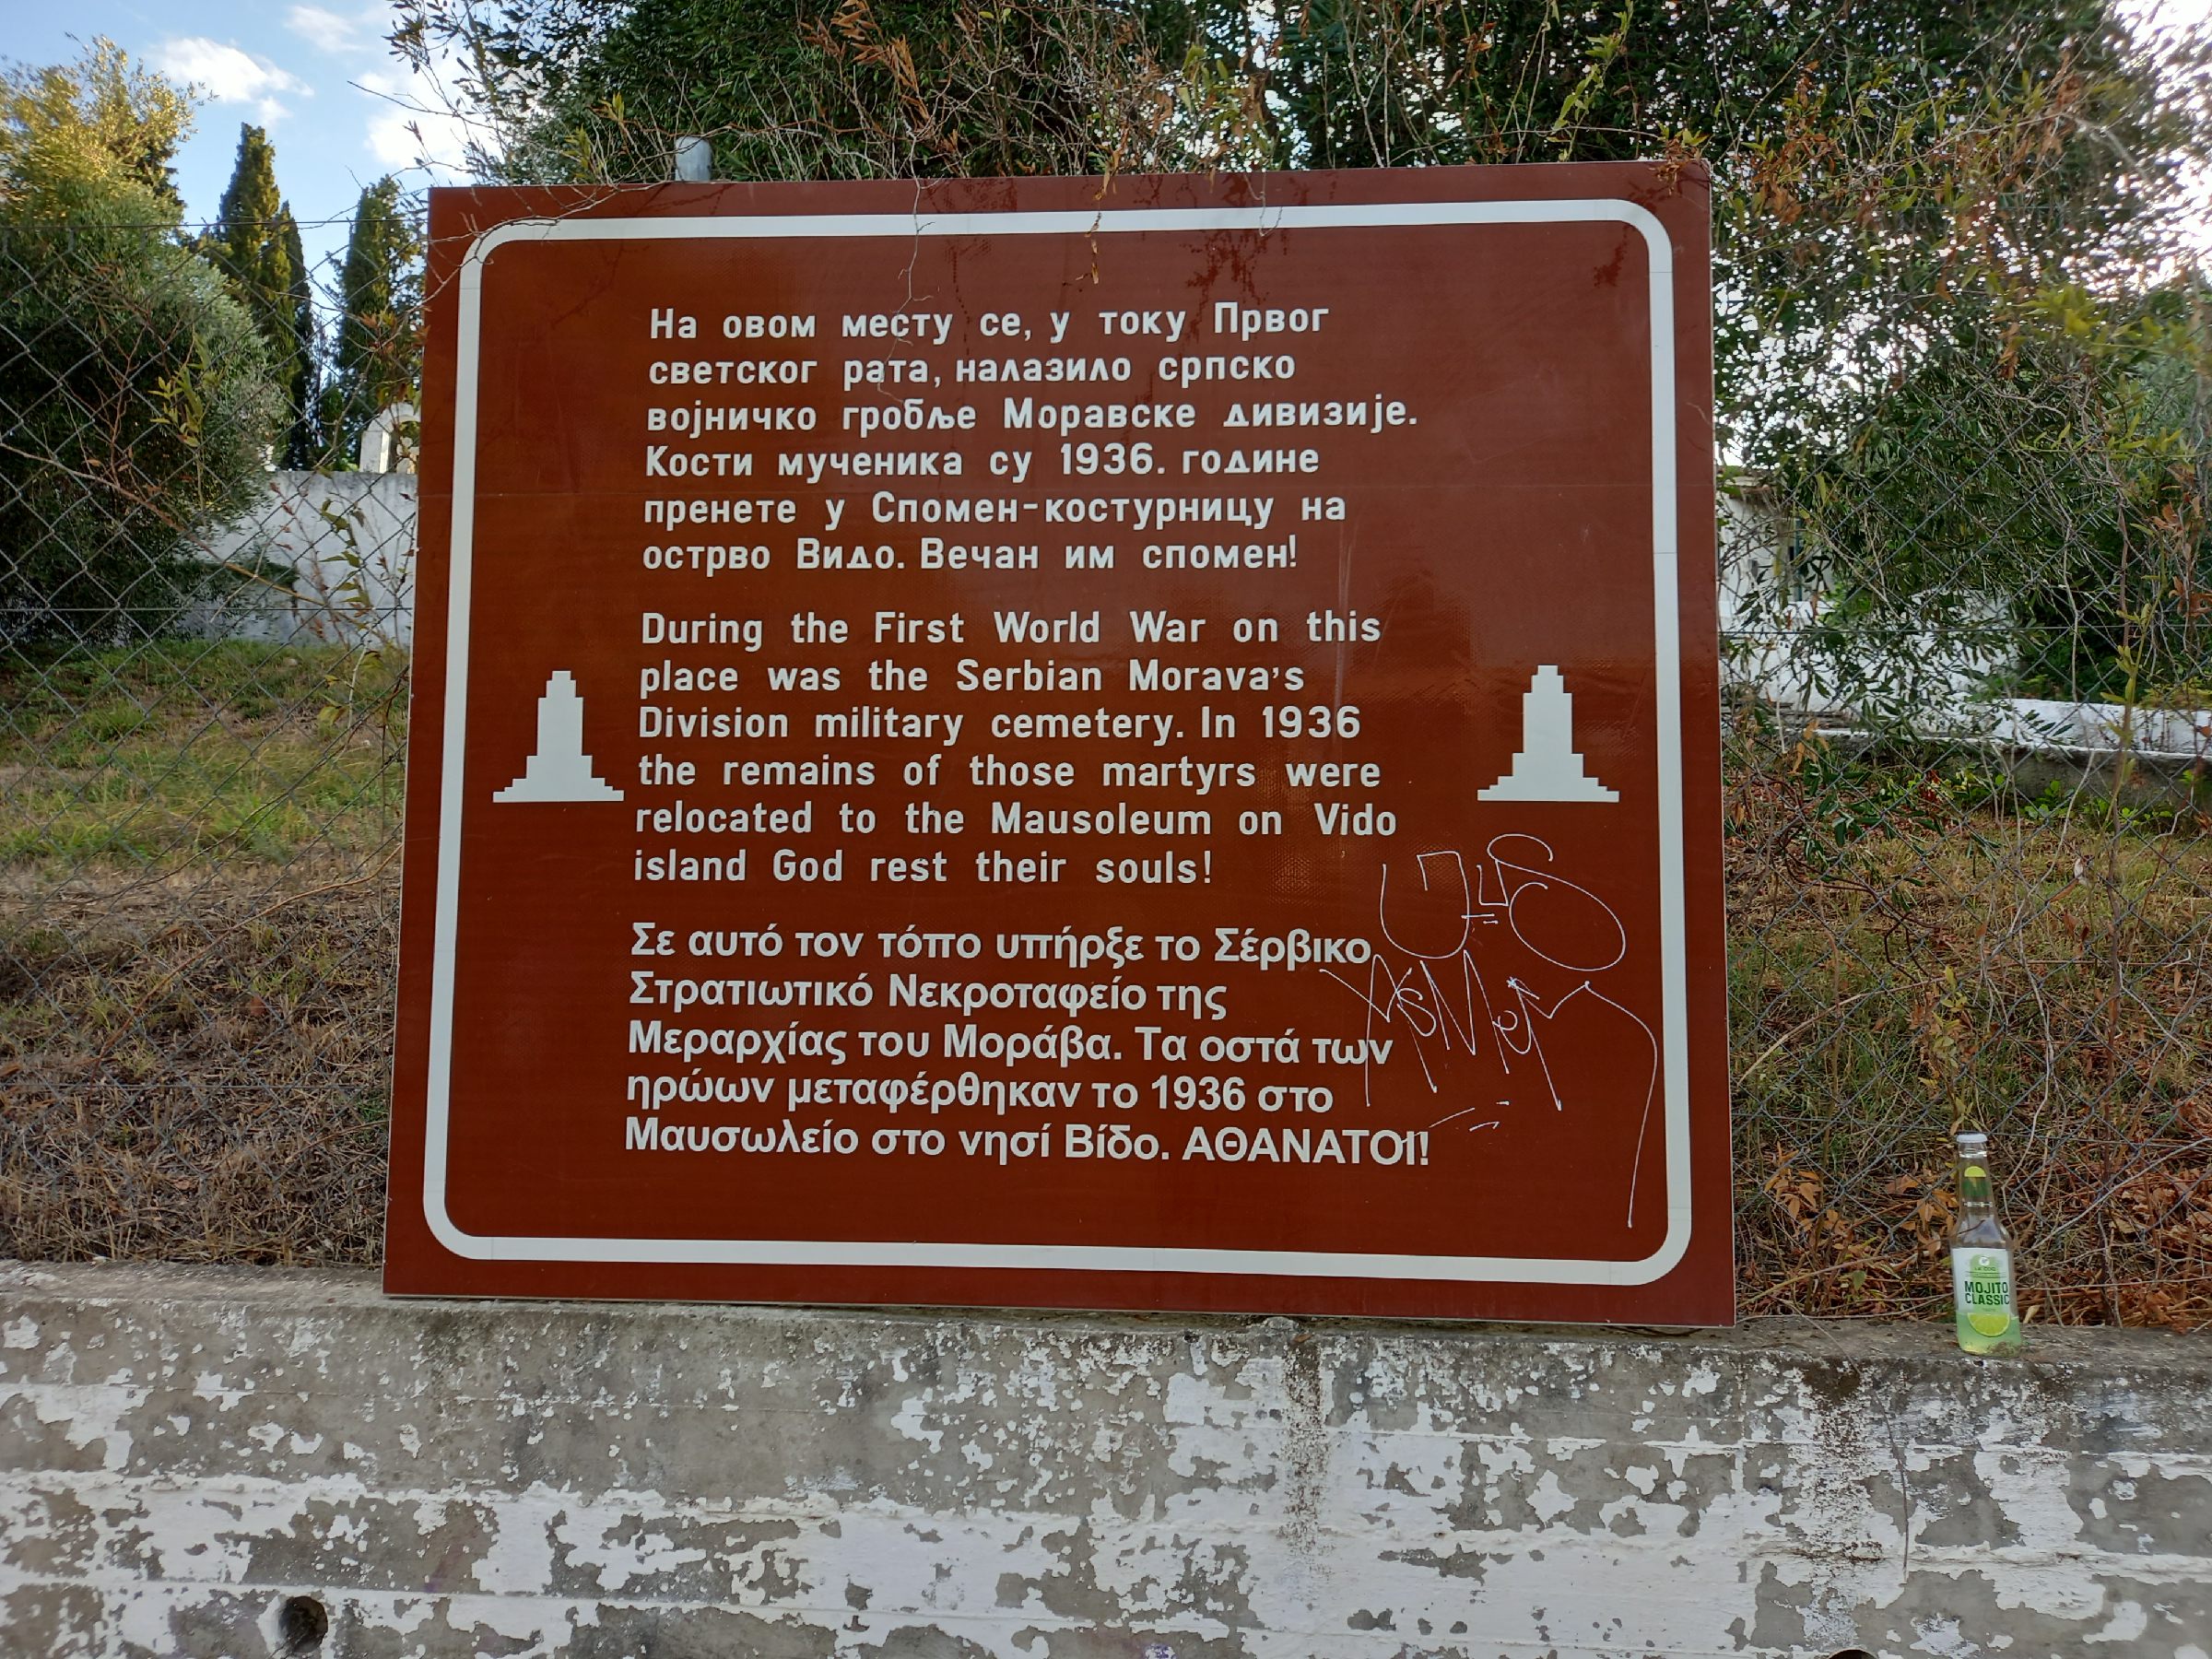 На овом месту се, у току Првог
светског рата, налазило српско
војничко гробље Моравске дивизије.
Кости мученика су 1936. године
пренете у Спомен-костурницу на
острво Видо. Вечан им спомен!
During the First World War on this
place was the Serbian Morava's
Division military cemetery. In 1936
the remains of those martyrs were
relocated to the Mausoleum on Vido
island God rest their souls!
Σε αυτό τον τόπο υπήρξε το Σέρβικο
Στρατιωτικό Νεκροταφείο της
Μεραρχίας του Μοράβα. Τα οστά των
ηρώων μεταφέρθηκαν το 1936 στο
Μαυσωλείο στο νησί Βίδο. ΑΘΑΝΑΤΟΙ!
MOJITO
CLASSIC